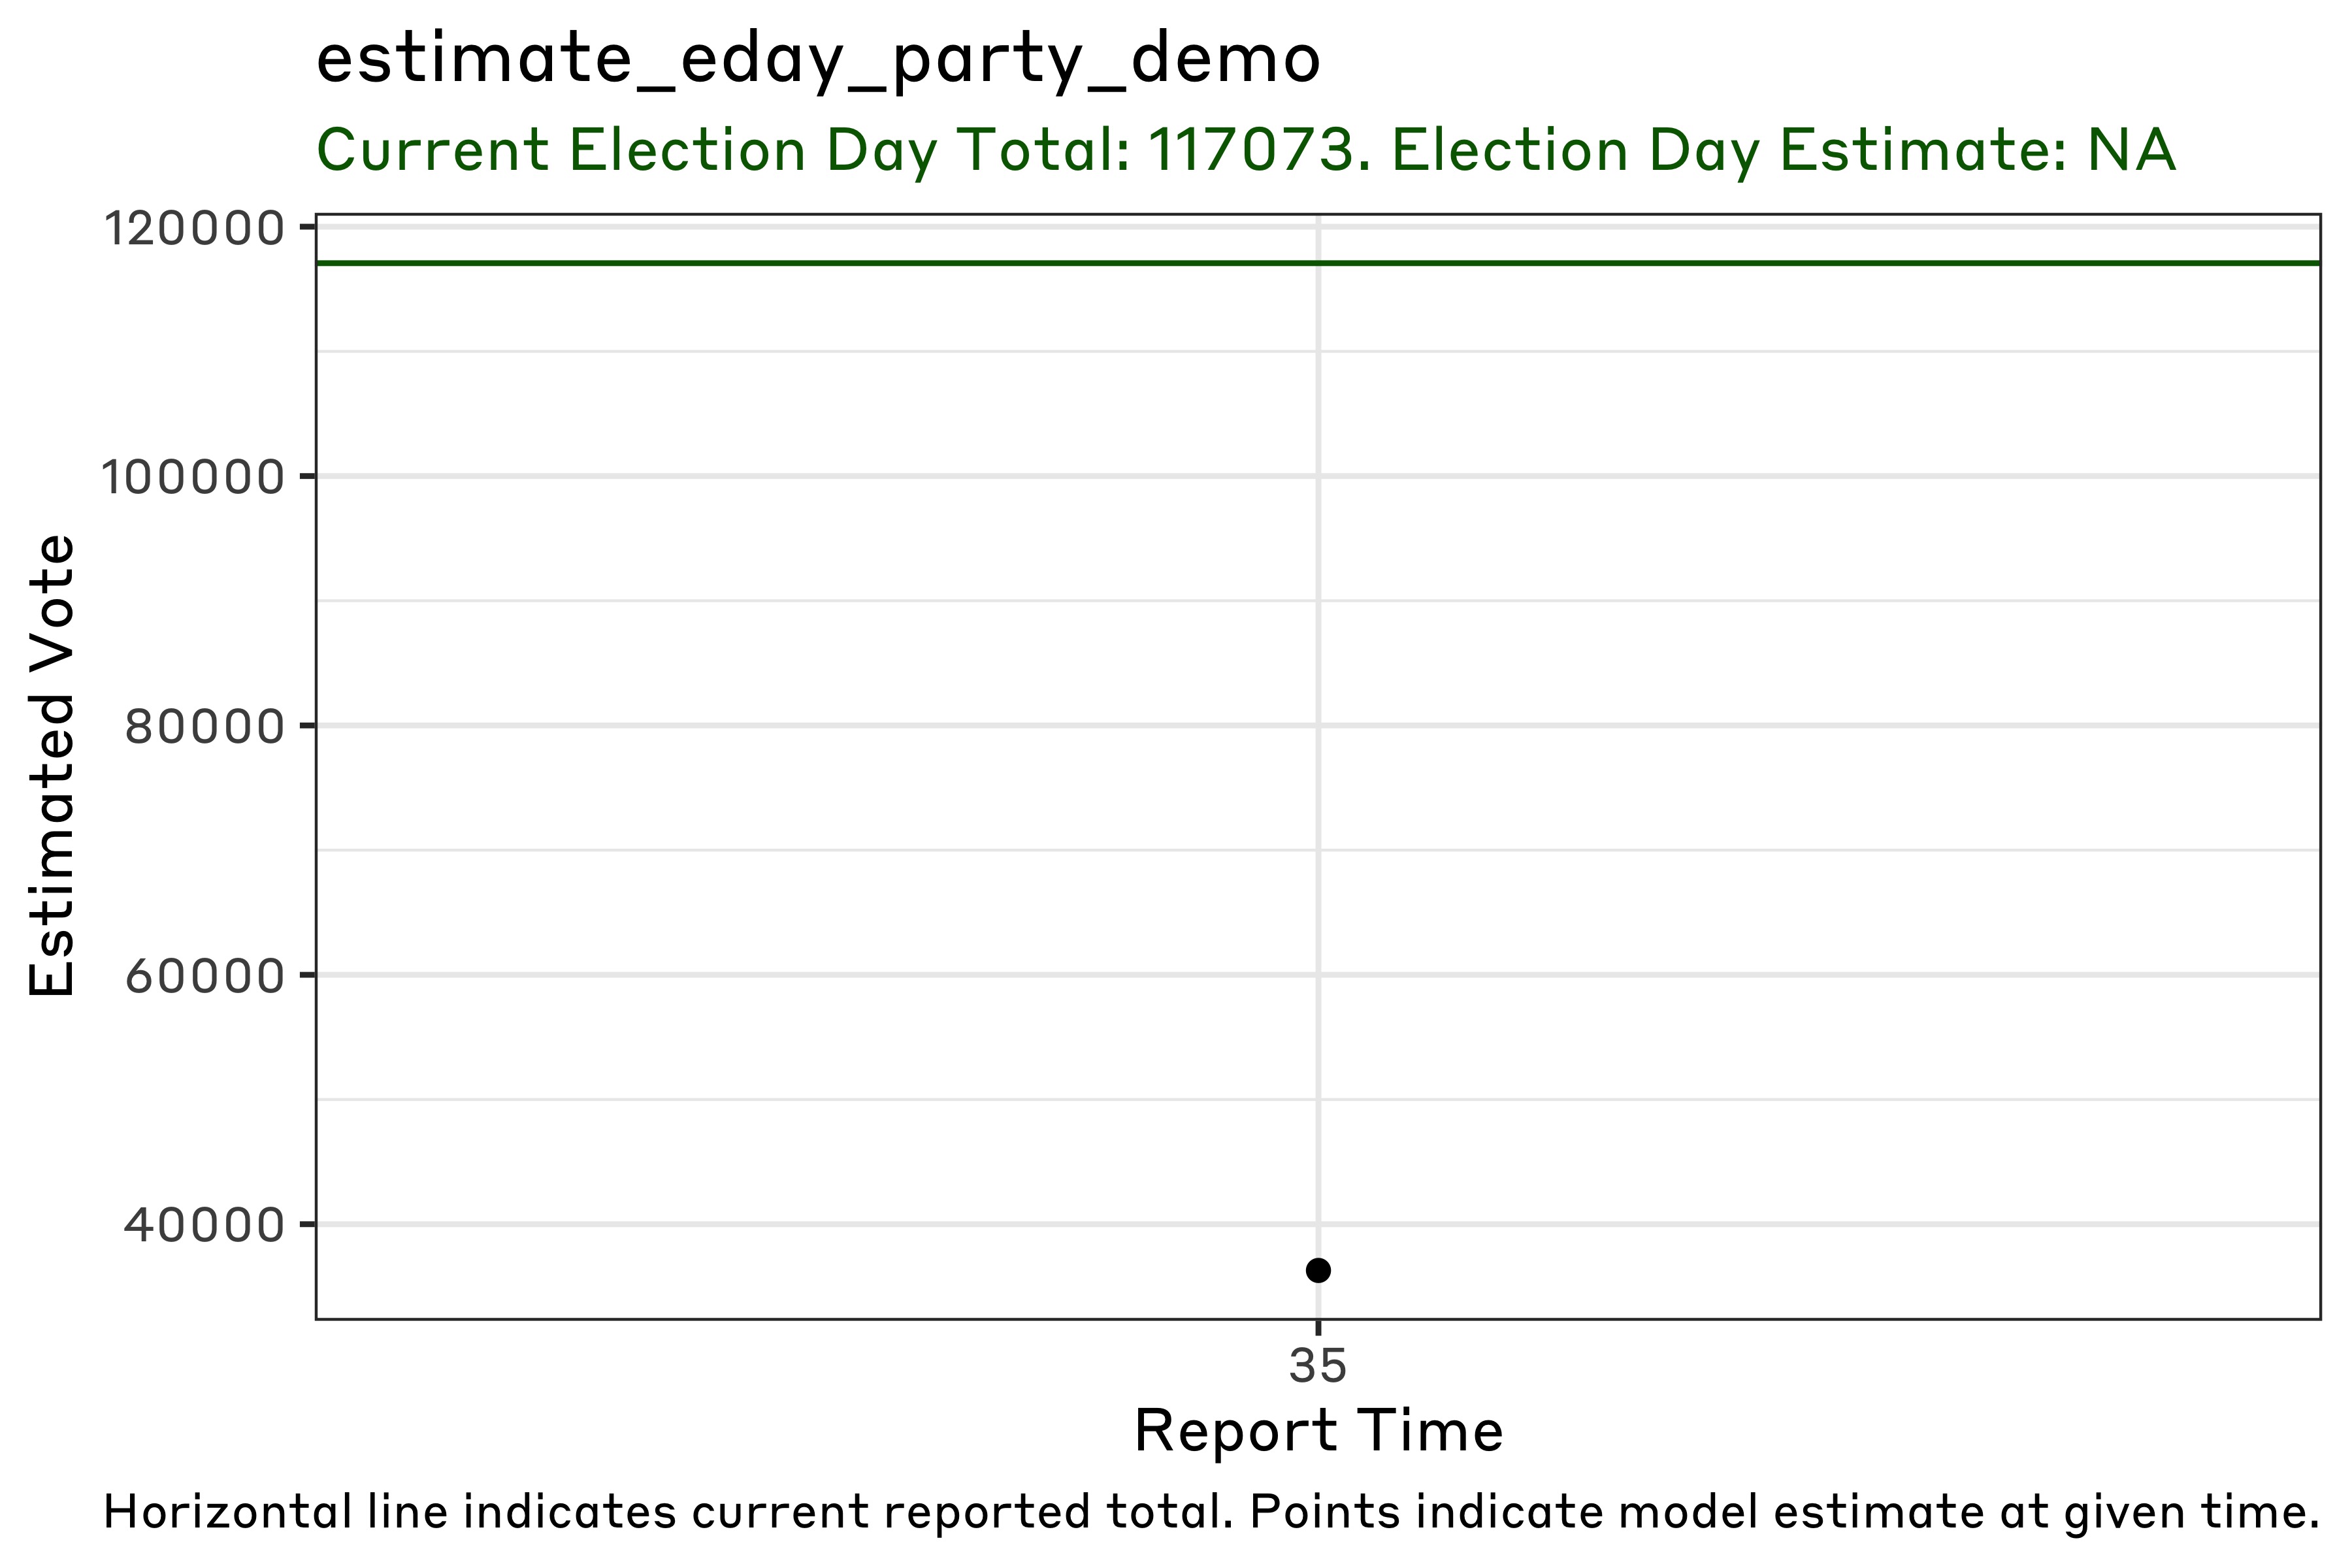 estimate_eday_party_demo
Current Election Day Total: 117073. Election Day Estimate: NA
120000
100000
80000
60000
40000
Estimated Vote
35
Report Time
Horizontal line indicates current reported total. Points indicate model estimate at given time.